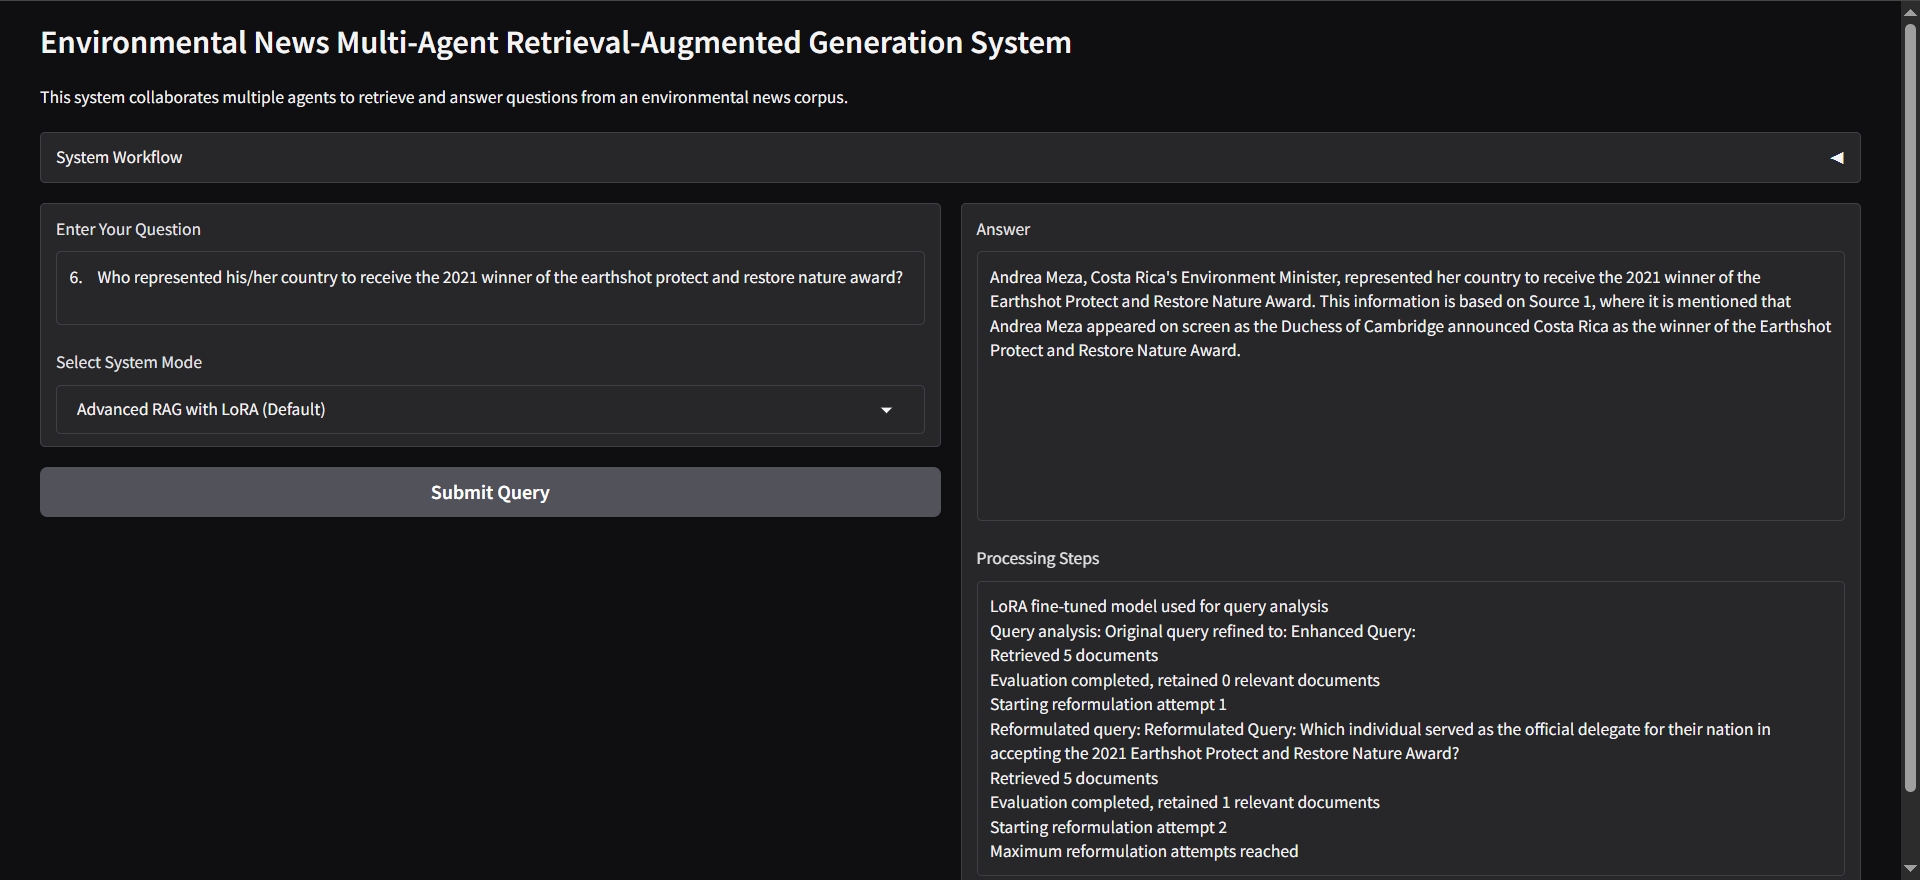 Environmental News Multi-Agent Retrieval-Augmented Generation System
This system collaborates multiple agents to retrieve and answer questions from an environmental news corpus.
System Workflow
Enter Your Question
6. Who represented his/her country to receive the 2021 winner of the earthshot protect and restore nature award?
Select System Mode
Advanced RAG with LoRA (Default)
Submit Query
Answer
Andrea Meza, Costa Rica's Environment Minister, represented her country to receive the 2021 winner of the
Earthshot Protect and Restore Nature Award. This information is based on Source 1, where it is mentioned that
Andrea Meza appeared on screen as the Duchess of Cambridge announced Costa Rica as the winner of the Earthshot
Protect and Restore Nature Award.
Processing Steps
LoRA fine-tuned model used for query analysis
Query analysis: Original query refined to: Enhanced Query:
Retrieved 5 documents
Evaluation completed, retained 0 relevant documents
Starting reformulation attempt 1
Reformulated query: Reformulated Query: Which individual served as the official delegate for their nation in
accepting the 2021 Earthshot Protect and Restore Nature Award?
Retrieved 5 documents
Evaluation completed, retained 1 relevant documents
Starting reformulation attempt 2
Maximum reformulation attempts reached